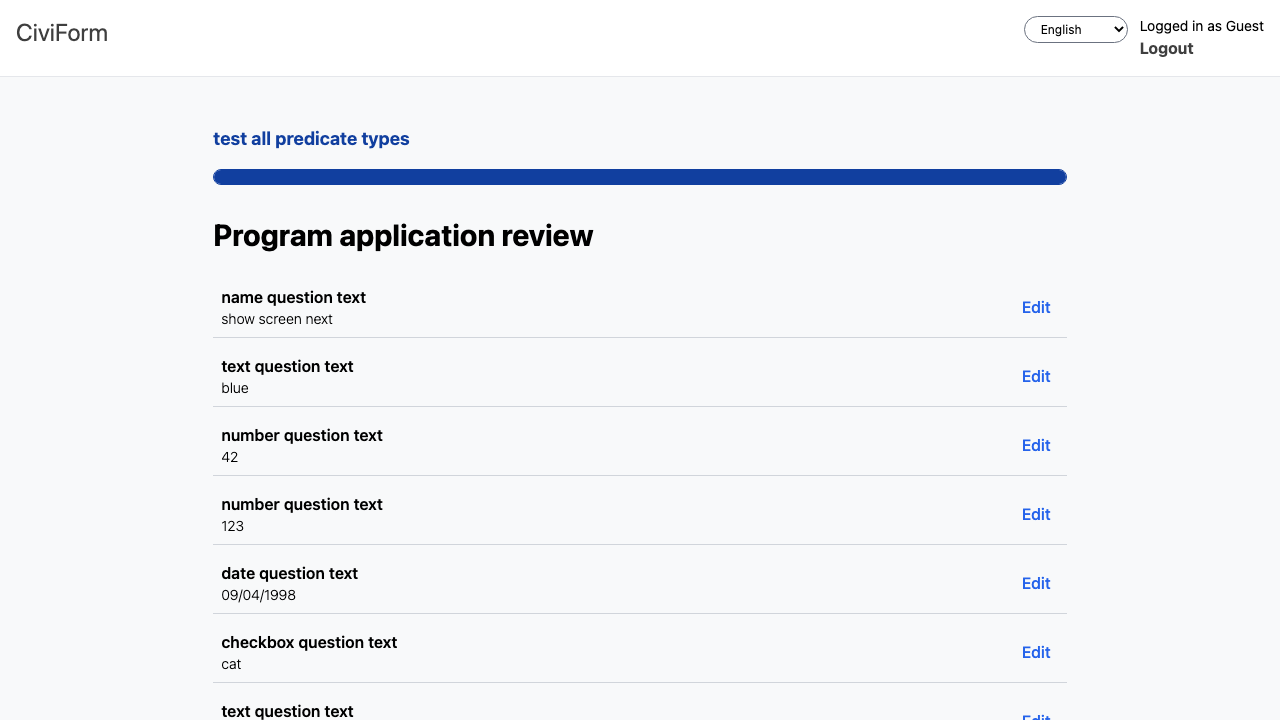 CiviForm
English
Logged in as Guest
Logout
test all predicate types
Program application review
name question text
show screen next
Edit
text question text
blue
Edit
number question text
42
Edit
number question text
123
Edit
date question text
09/04/1998
Edit
checkbox question text
cat
Edit
text question text
Edit